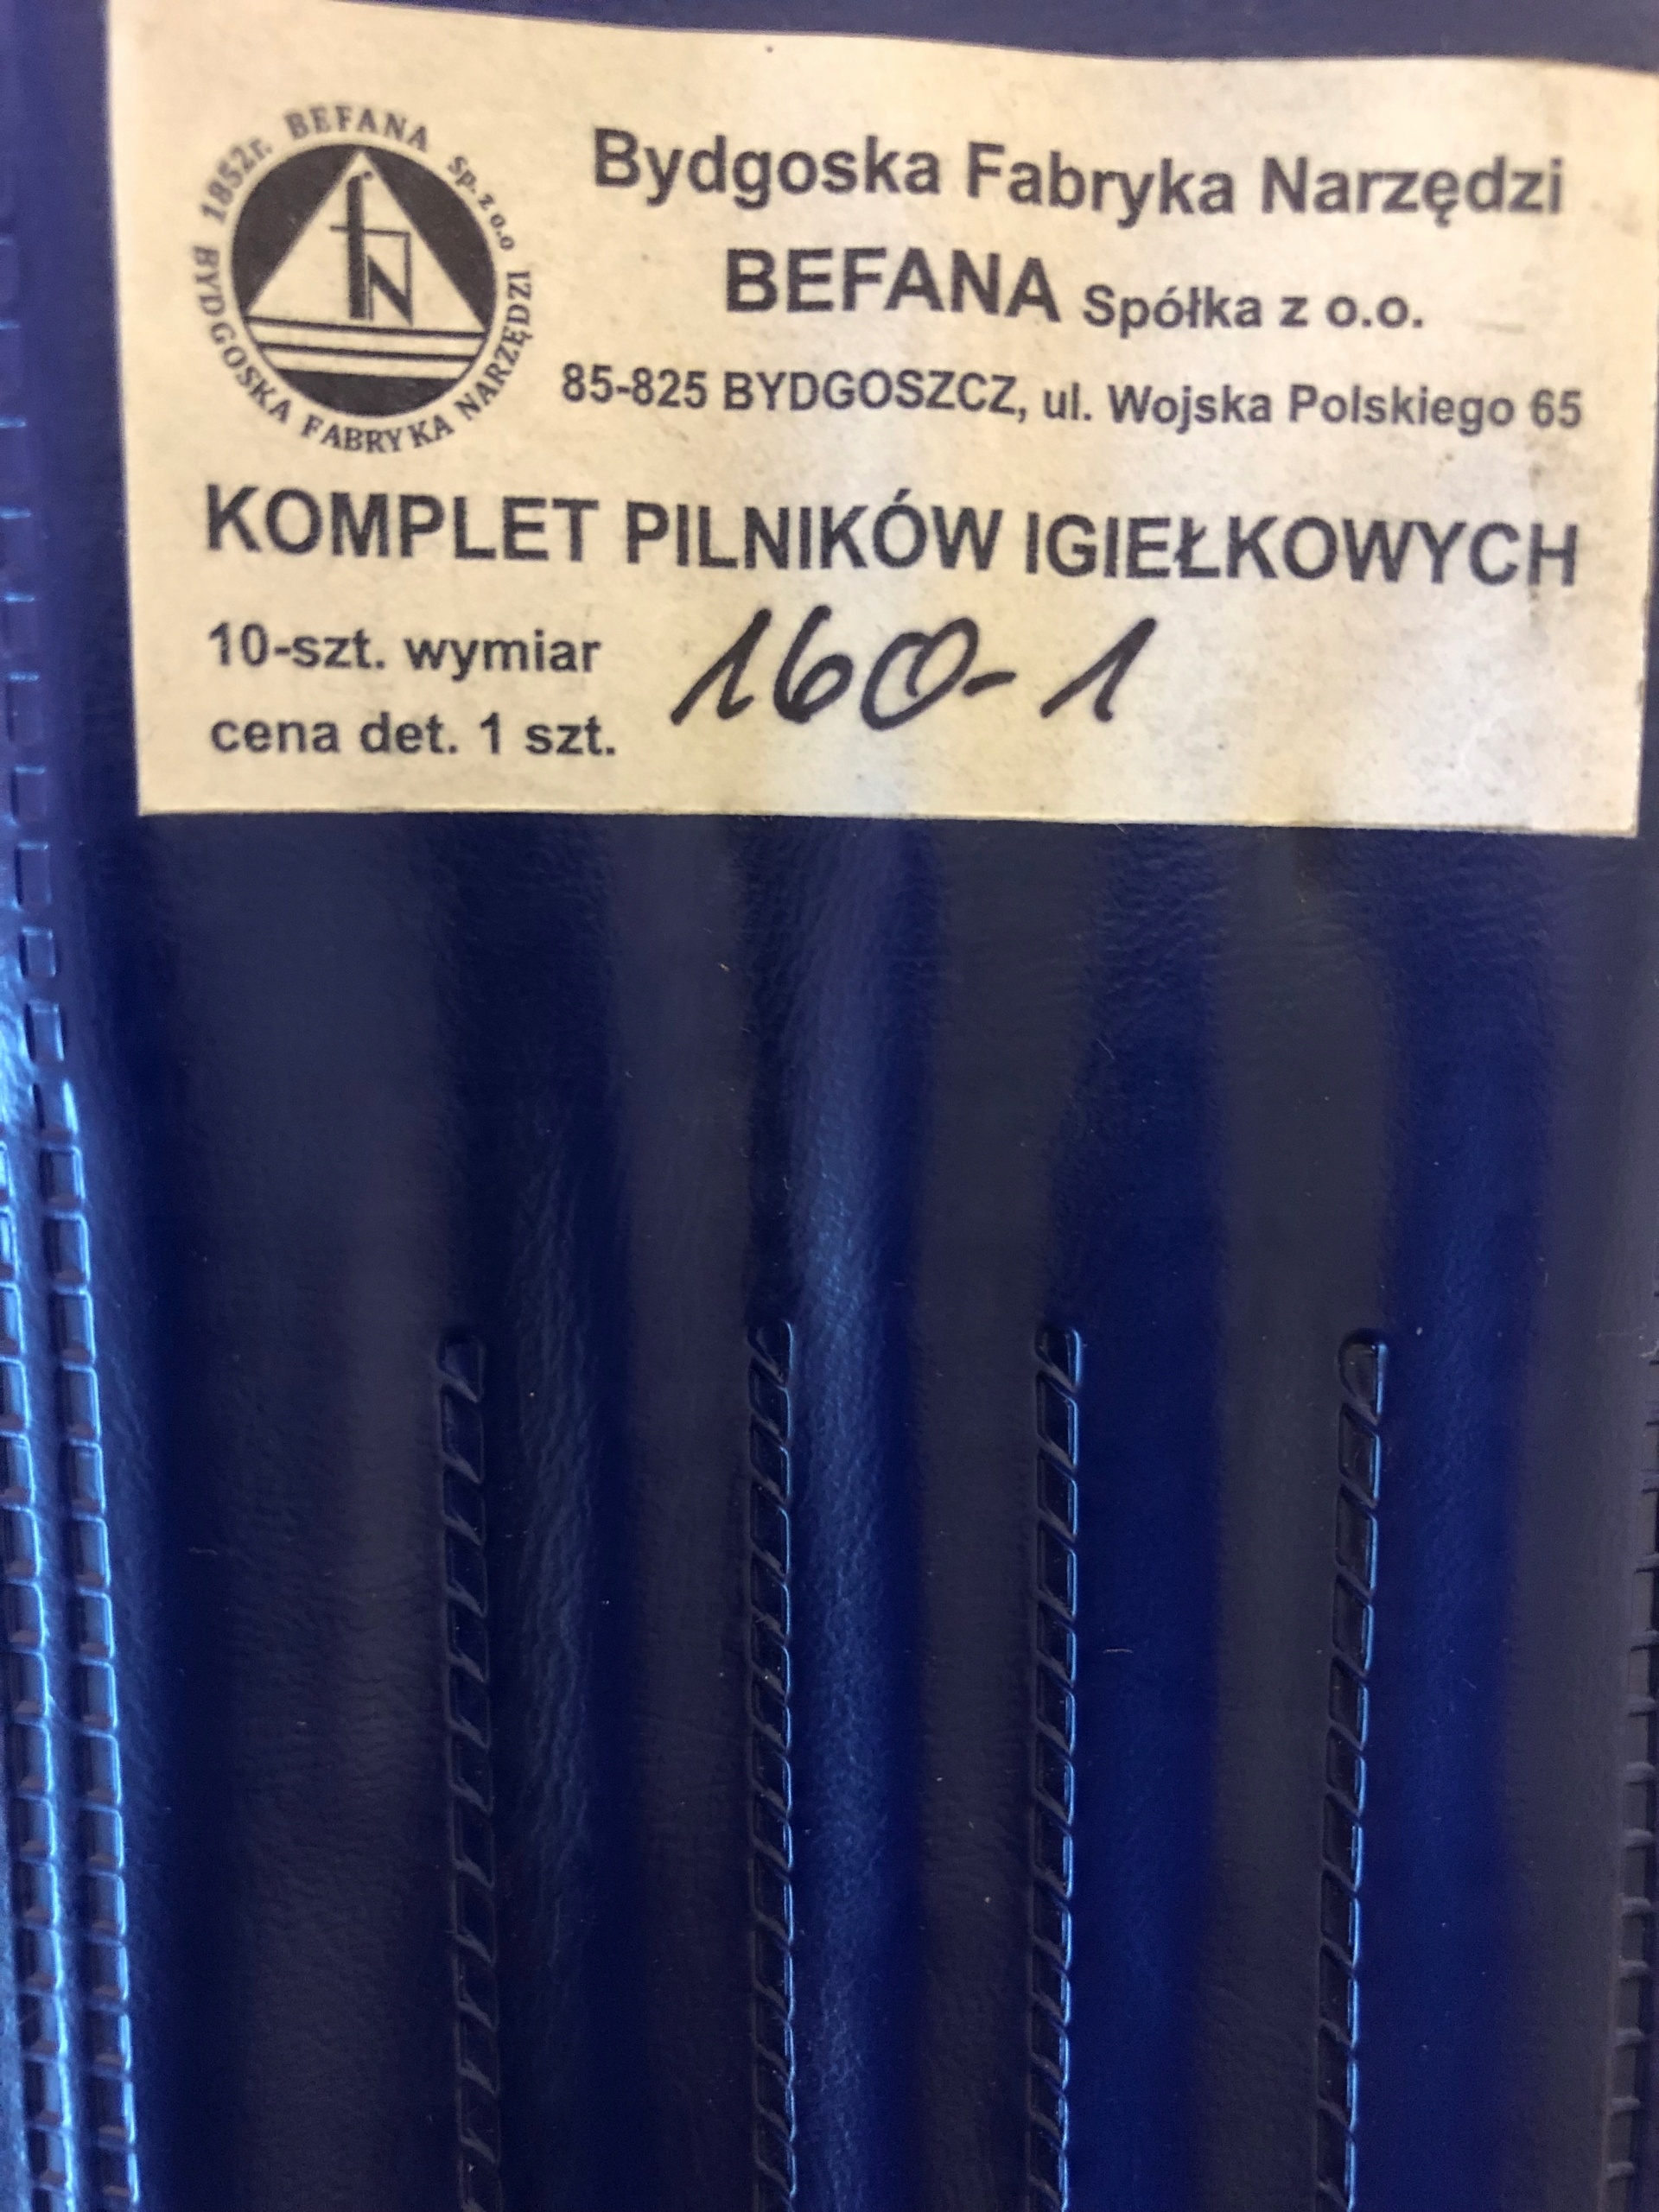 1852r. BEFANA Sp. z o.o
BYDGOSKA FABRYKA NARZĘDZI
fN
Bydgoska Fabryka Narzędzi
BEFANA Spółka z o.o.
85-825 BYDGOSZCZ, ul. Wojska Polskiego 65
KOMPLET PILNIKÓW IGIEŁKOWYCH
10-szt. wymiar 160-1
cena det. 1 szt.